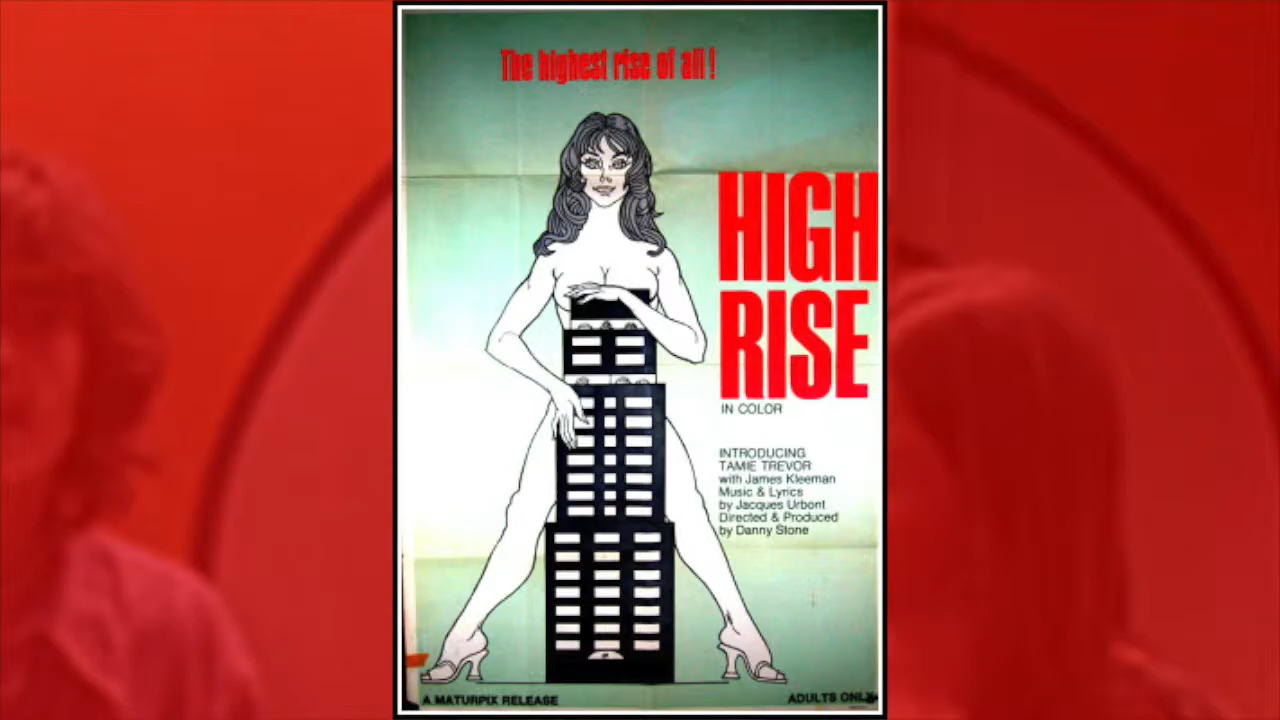 The highest rise of all!
HIGH
RISE
IN COLOR
INTRODUCING
TAMIE TREVOR
with James Kleeman
Music & Lyrics
by Jacques Urbont
Directed & Produced
by Danny Stone
A MATURPIX RELEASE
ADULTS ONLY